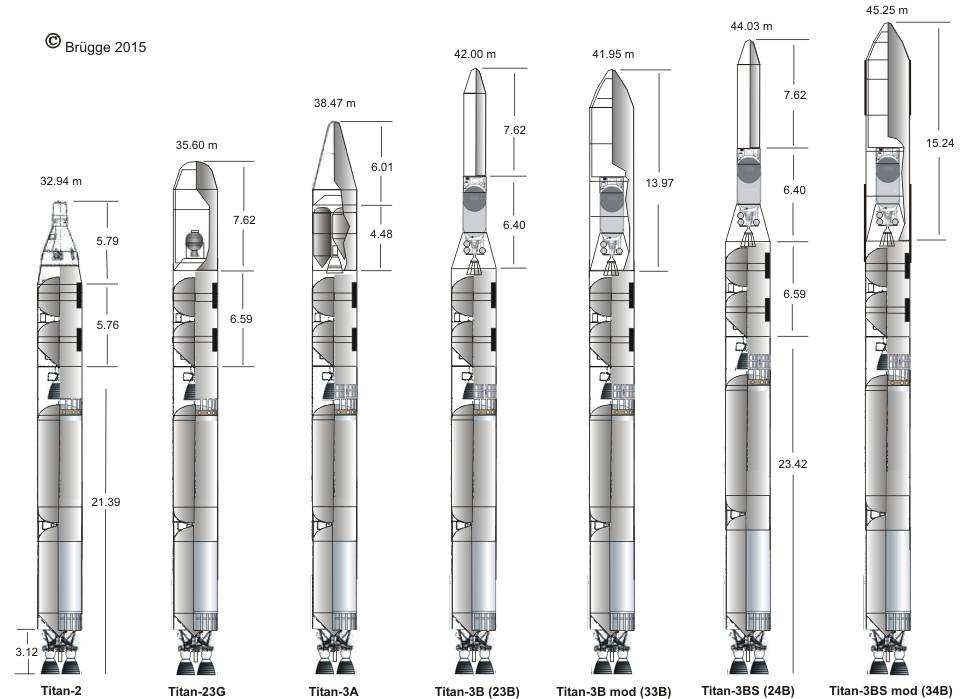 © Brügge 2015
32.94 m
35.60 m
38.47 m
42.00 m
41.95 m
44.03 m
45.25 m
5.79
5.76
21.39
3.12
7.62
6.59
6.01
4.48
7.62
6.40
13.97
7.62
6.40
6.59
23.42
15.24
Titan-2
Titan-23G
Titan-3A
Titan-3B (23B)
Titan-3B mod (33B)
Titan-3BS (24B)
Titan-3BS mod (34B)